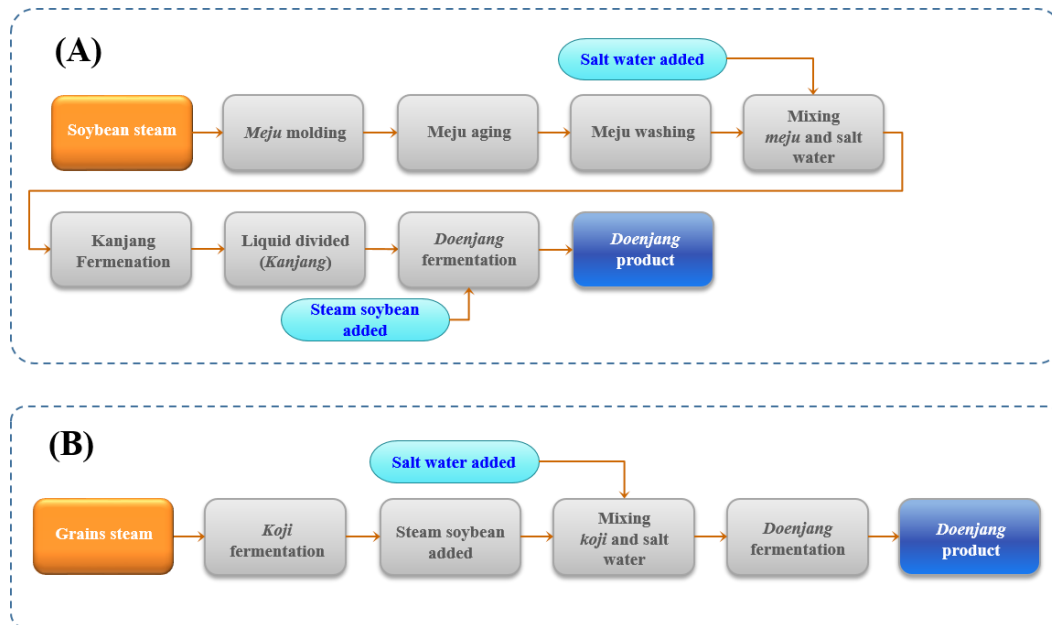 (A)
Salt water added
Soybean steam
Meju molding
Meju aging
Meju washing
Mixing
meju and salt
water
Kanjang
Fermenation
Liquid divided
(Kanjang)
Doenjang
fermentation
Doenjang
product
Steam soybean
added
(B)
Salt water added
Grains steam
Koji
fermentation
Steam soybean
added
Mixing
koji and salt
water
Doenjang
fermentation
Doenjang
product